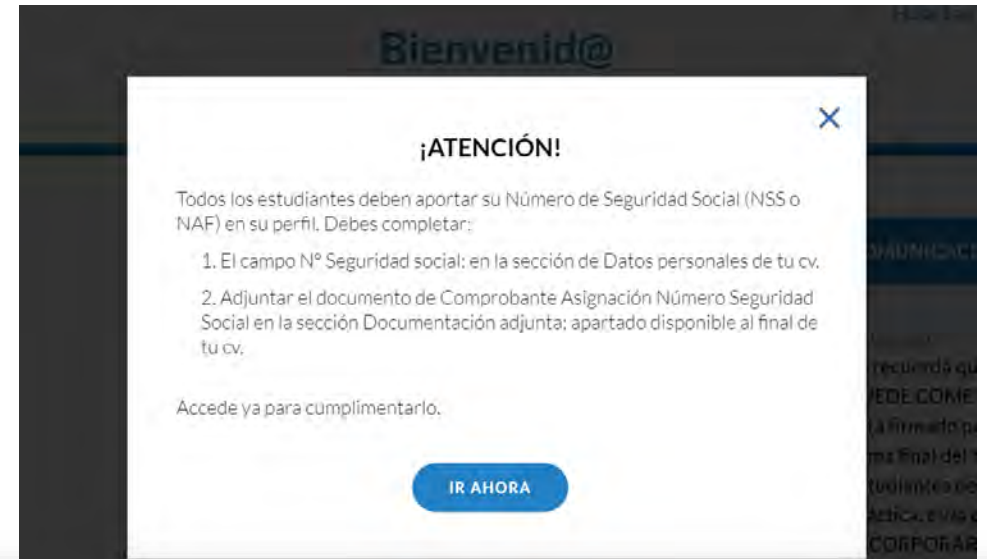 Bienvenid@
¡ATENCIÓN!
Todos los estudiantes deben aportar su Número de Seguridad Social (NSS o
NAF) en su perfil. Debes completar:
1. El campo Nº Seguridad social: en la sección de Datos personales de tu cv.
2. Adjuntar el documento de Comprobante Asignación Número Seguridad
Social en la sección Documentación adjunta: apartado disponible al final de
tu cv.
Accede ya para cumplimentarlo.
IR AHORA